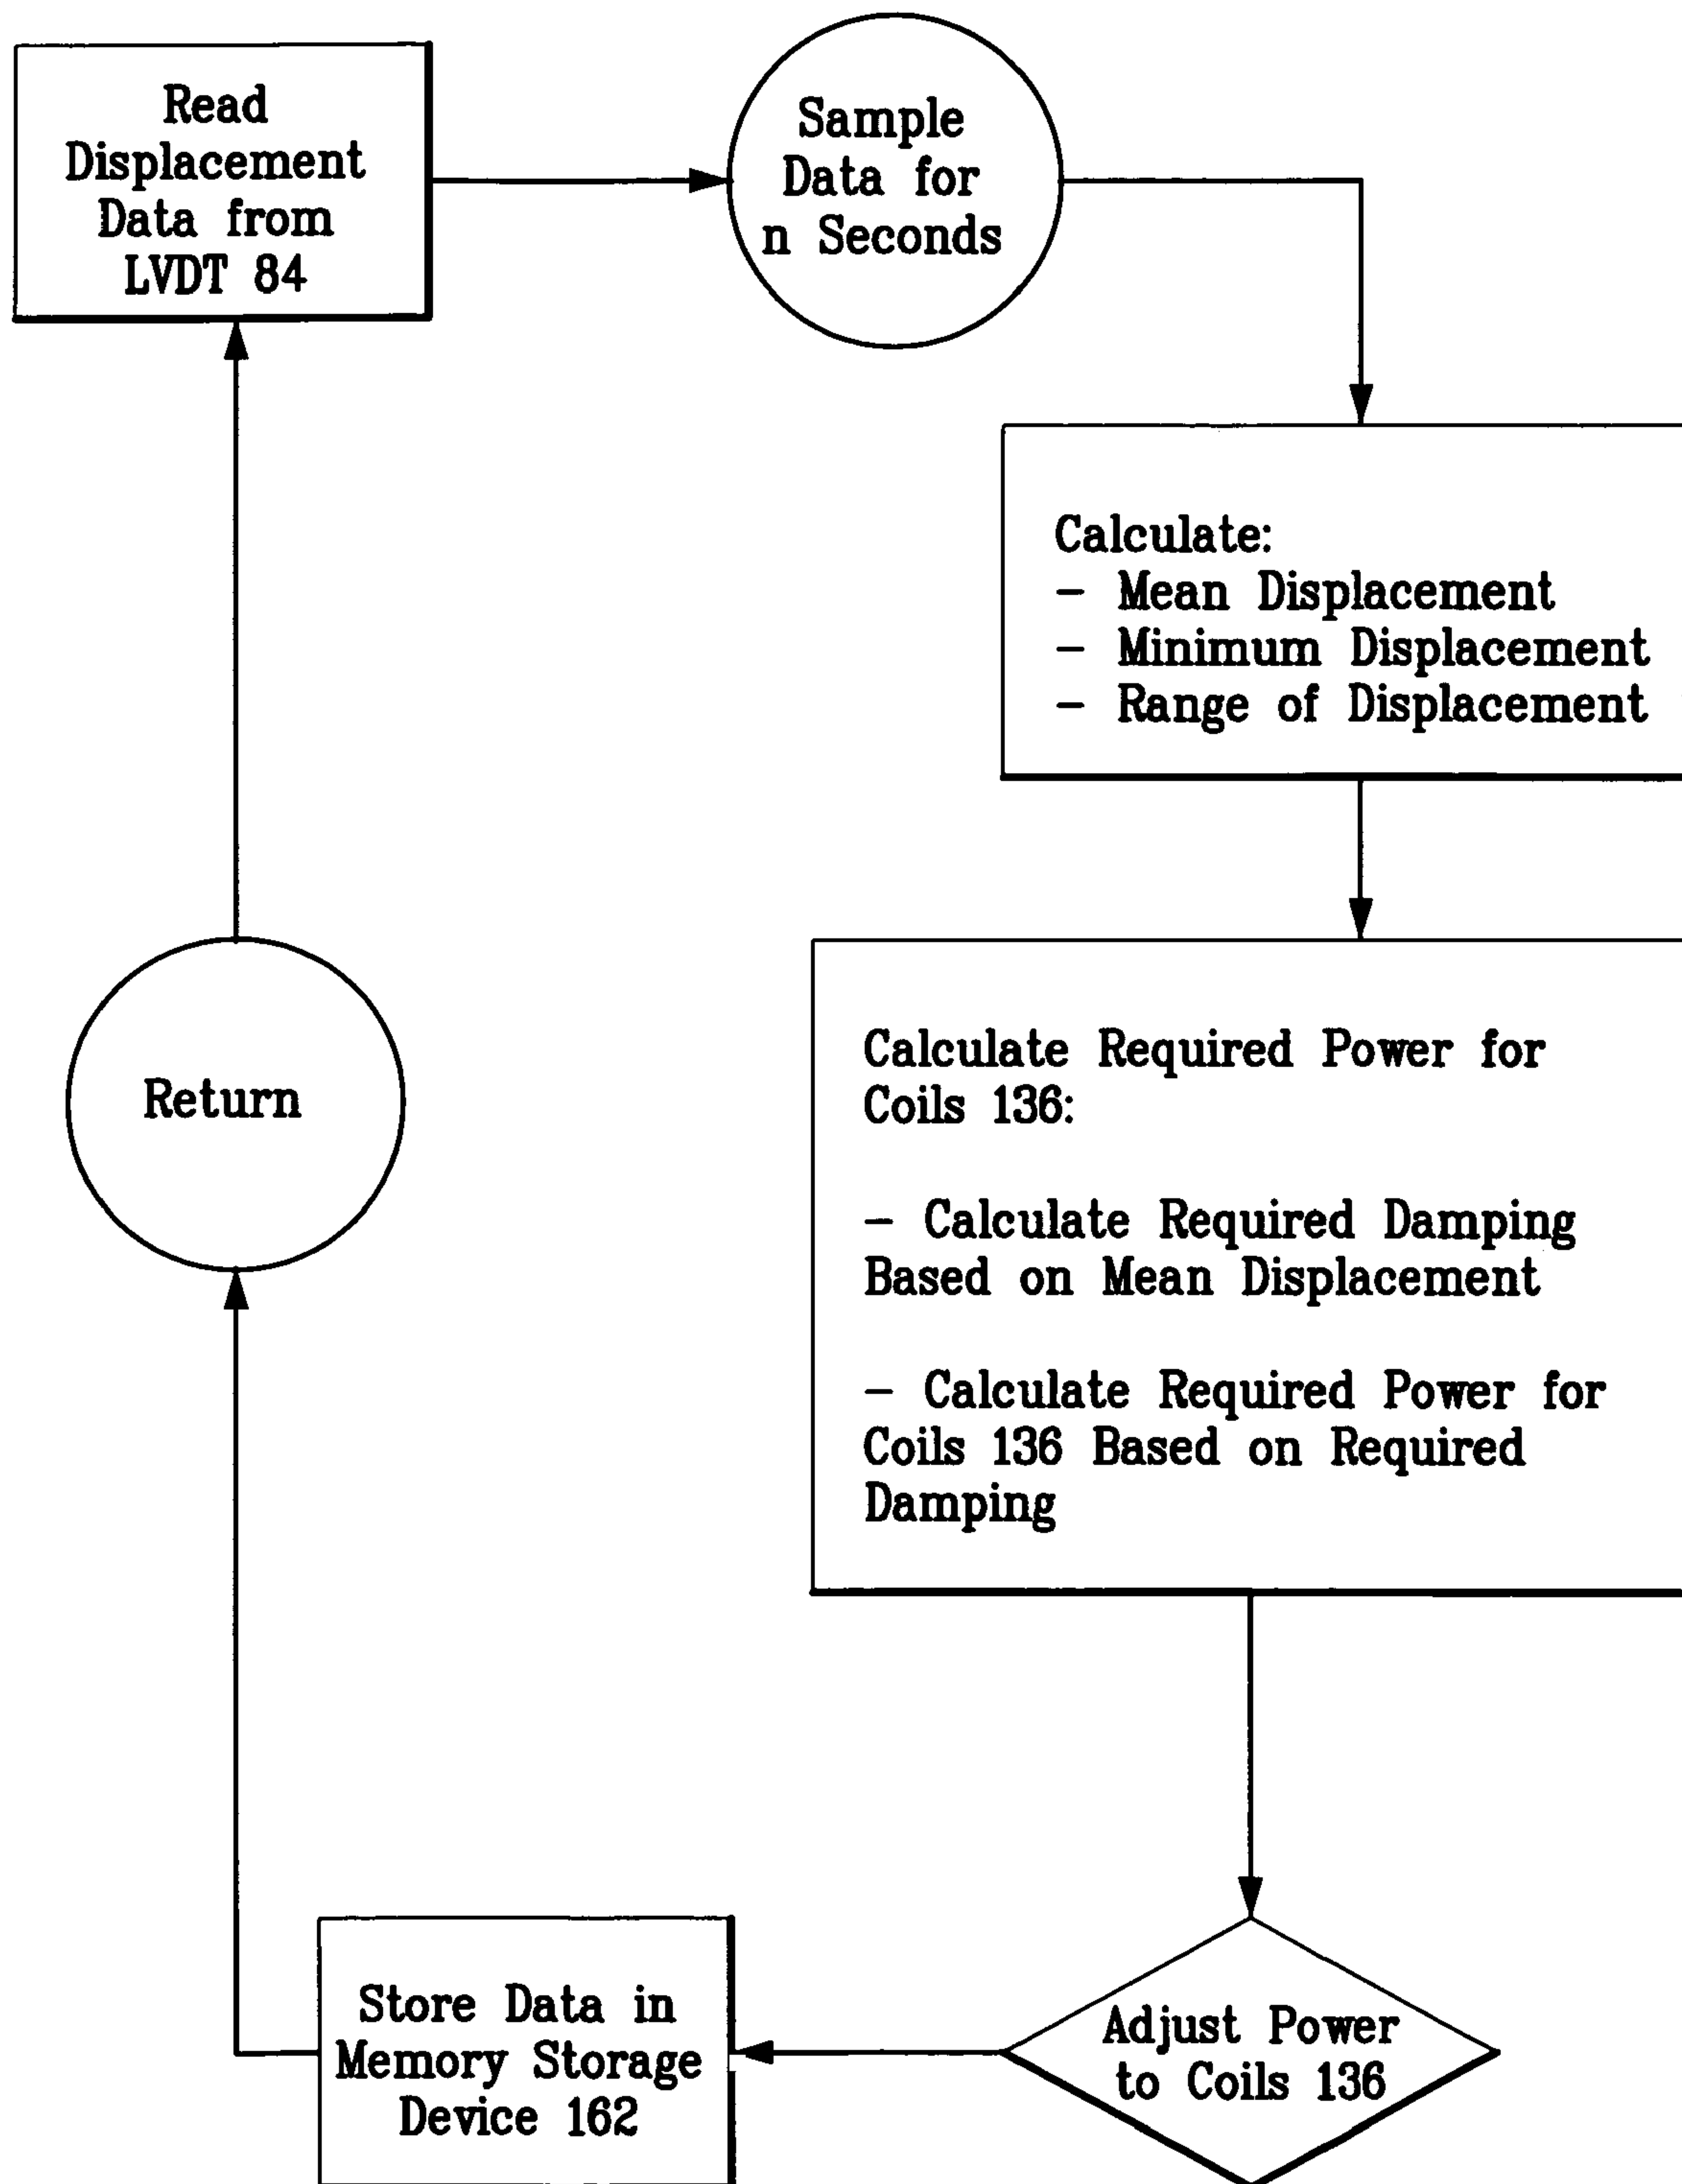 Read
Displacement
Data from
LVDT 84
Sample
Data for
n Seconds
Calculate:
– Mean Displacement
– Minimum Displacement
– Range of Displacement
Calculate Required Power for
Coils 136:
– Calculate Required Damping
Based on Mean Displacement
– Calculate Required Power for
Coils 136 Based on Required
Damping
Adjust Power
to Coils 136
Store Data in
Memory Storage
Device 162
Return